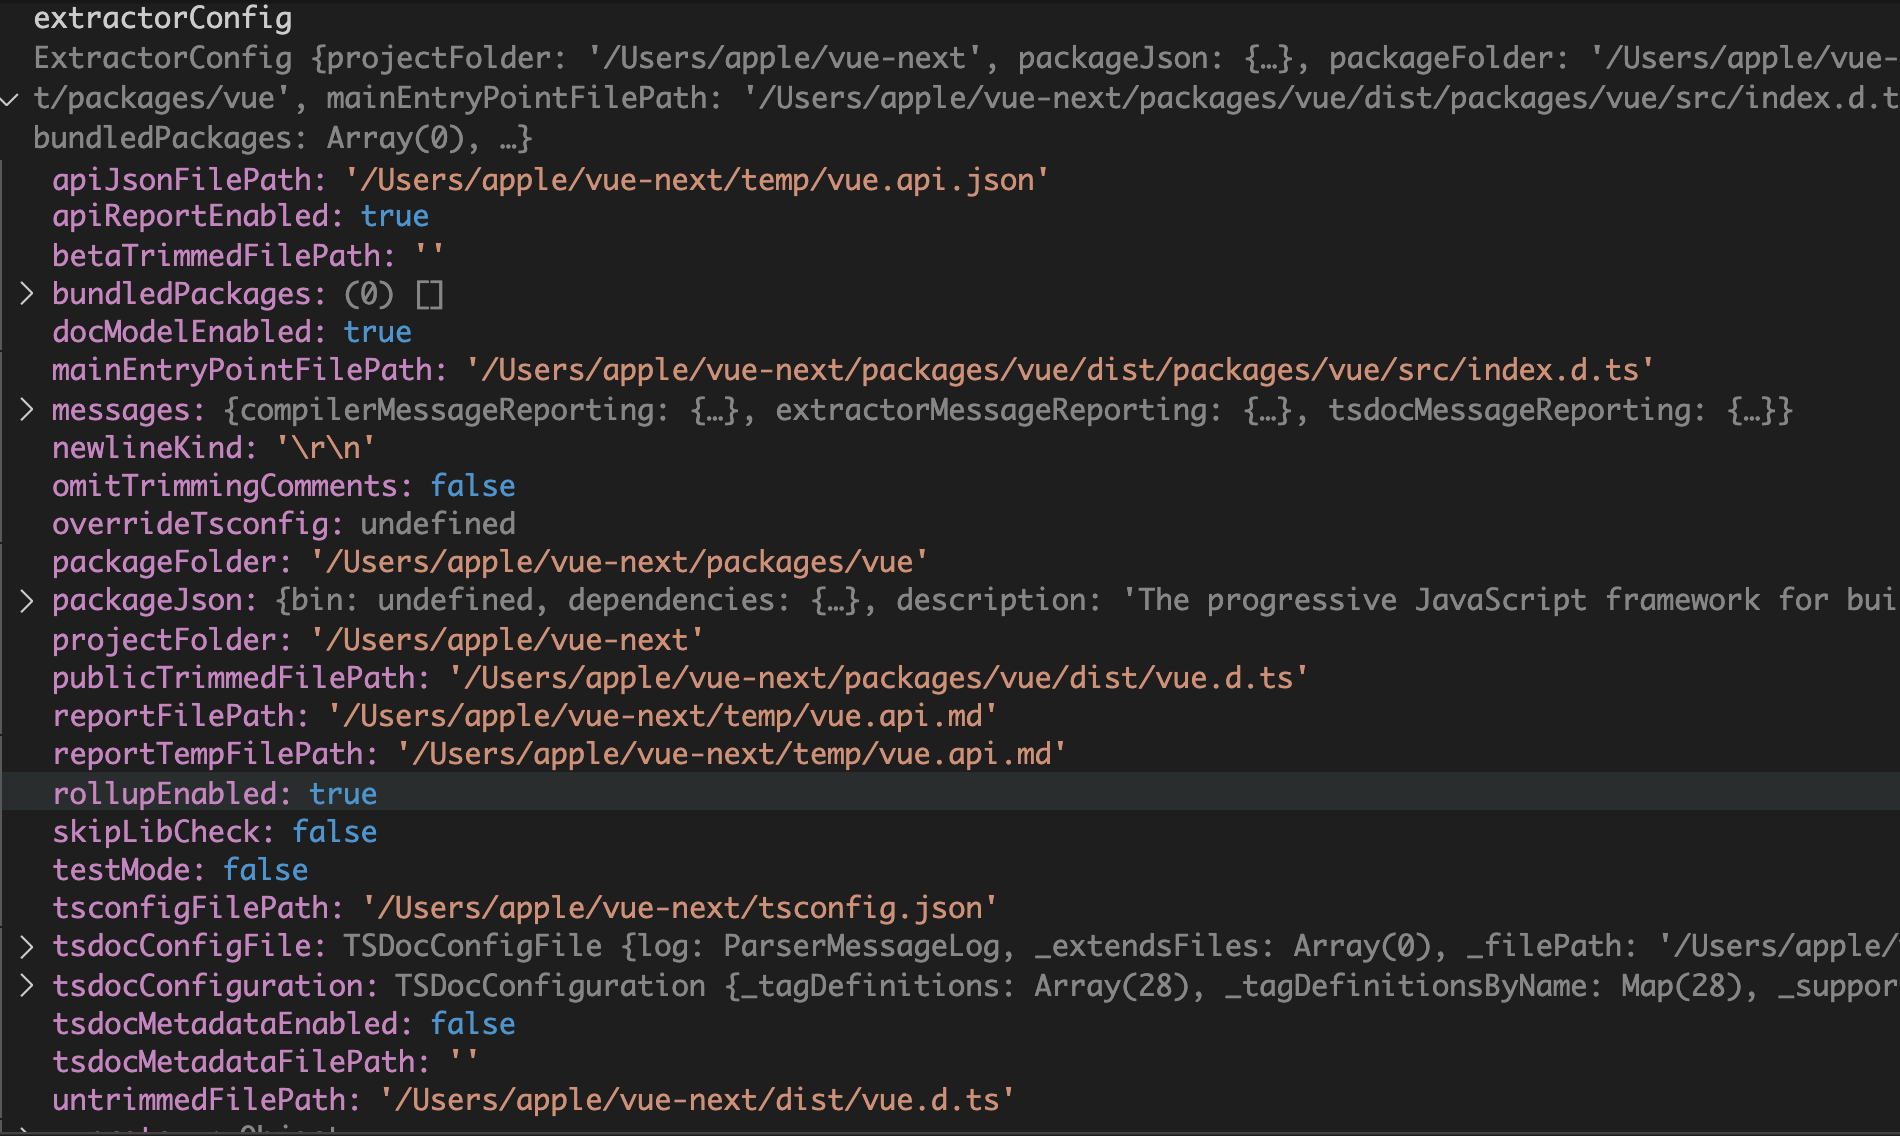 extractorConfig
ExtractorConfig {projectFolder: '/Users/apple/vue-next', packageJson: {…}, packageFolder: '/Users/apple/vue-
t/packages/vue', mainEntryPointFilePath: '/Users/apple/vue-next/packages/vue/dist/packages/vue/src/index.d.t
bundledPackages: Array(0), …}
apiJsonFilePath: '/Users/apple/vue-next/temp/vue.api.json'
apiReportEnabled: true
betaTrimmedFilePath: ''
bundledPackages: (0) []
docModelEnabled: true
mainEntryPointFilePath: '/Users/apple/vue-next/packages/vue/dist/packages/vue/src/index.d.ts'
messages: {compilerMessageReporting: {…}, extractorMessageReporting: {…}, tsdocMessageReporting: {…}}
newlineKind: '\r\n'
omitTrimmingComments: false
overrideTsconfig: undefined
packageFolder: '/Users/apple/vue-next/packages/vue'
packageJson: {bin: undefined, dependencies: {…}, description: 'The progressive JavaScript framework for bui
projectFolder: '/Users/apple/vue-next'
publicTrimmedFilePath: '/Users/apple/vue-next/packages/vue/dist/vue.d.ts'
reportFilePath: '/Users/apple/vue-next/temp/vue.api.md'
reportTempFilePath: '/Users/apple/vue-next/temp/vue.api.md'
rollupEnabled: true
skipLibCheck: false
testMode: false
tsconfigFilePath: '/Users/apple/vue-next/tsconfig.json'
tsdocConfigFile: TSDocConfigFile {log: ParserMessageLog, _extendsFiles: Array(0), _filePath: '/Users/apple/
tsdocConfiguration: TSDocConfiguration {_tagDefinitions: Array(28), _tagDefinitionsByName: Map(28), _suppor
tsdocMetadataEnabled: false
tsdocMetadataFilePath: ''
untrimmedFilePath: '/Users/apple/vue-next/dist/vue.d.ts'